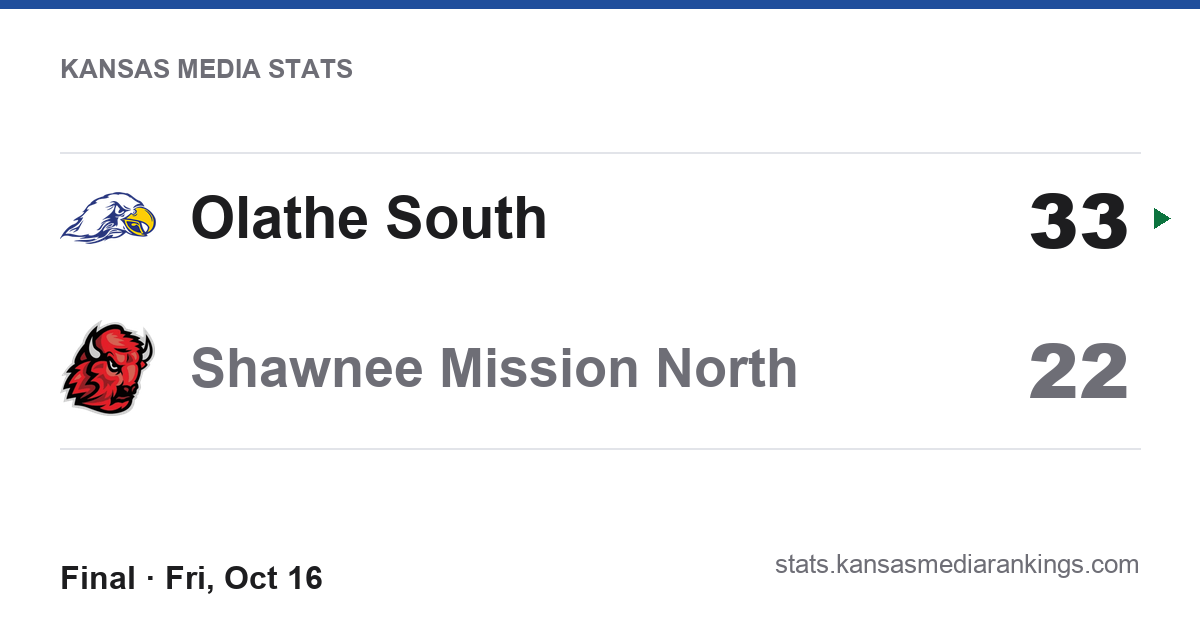 KANSAS MEDIA STATS
Olathe South 33
Shawnee Mission North 22
Final · Fri, Oct 16
stats.kansasmediarankings.com